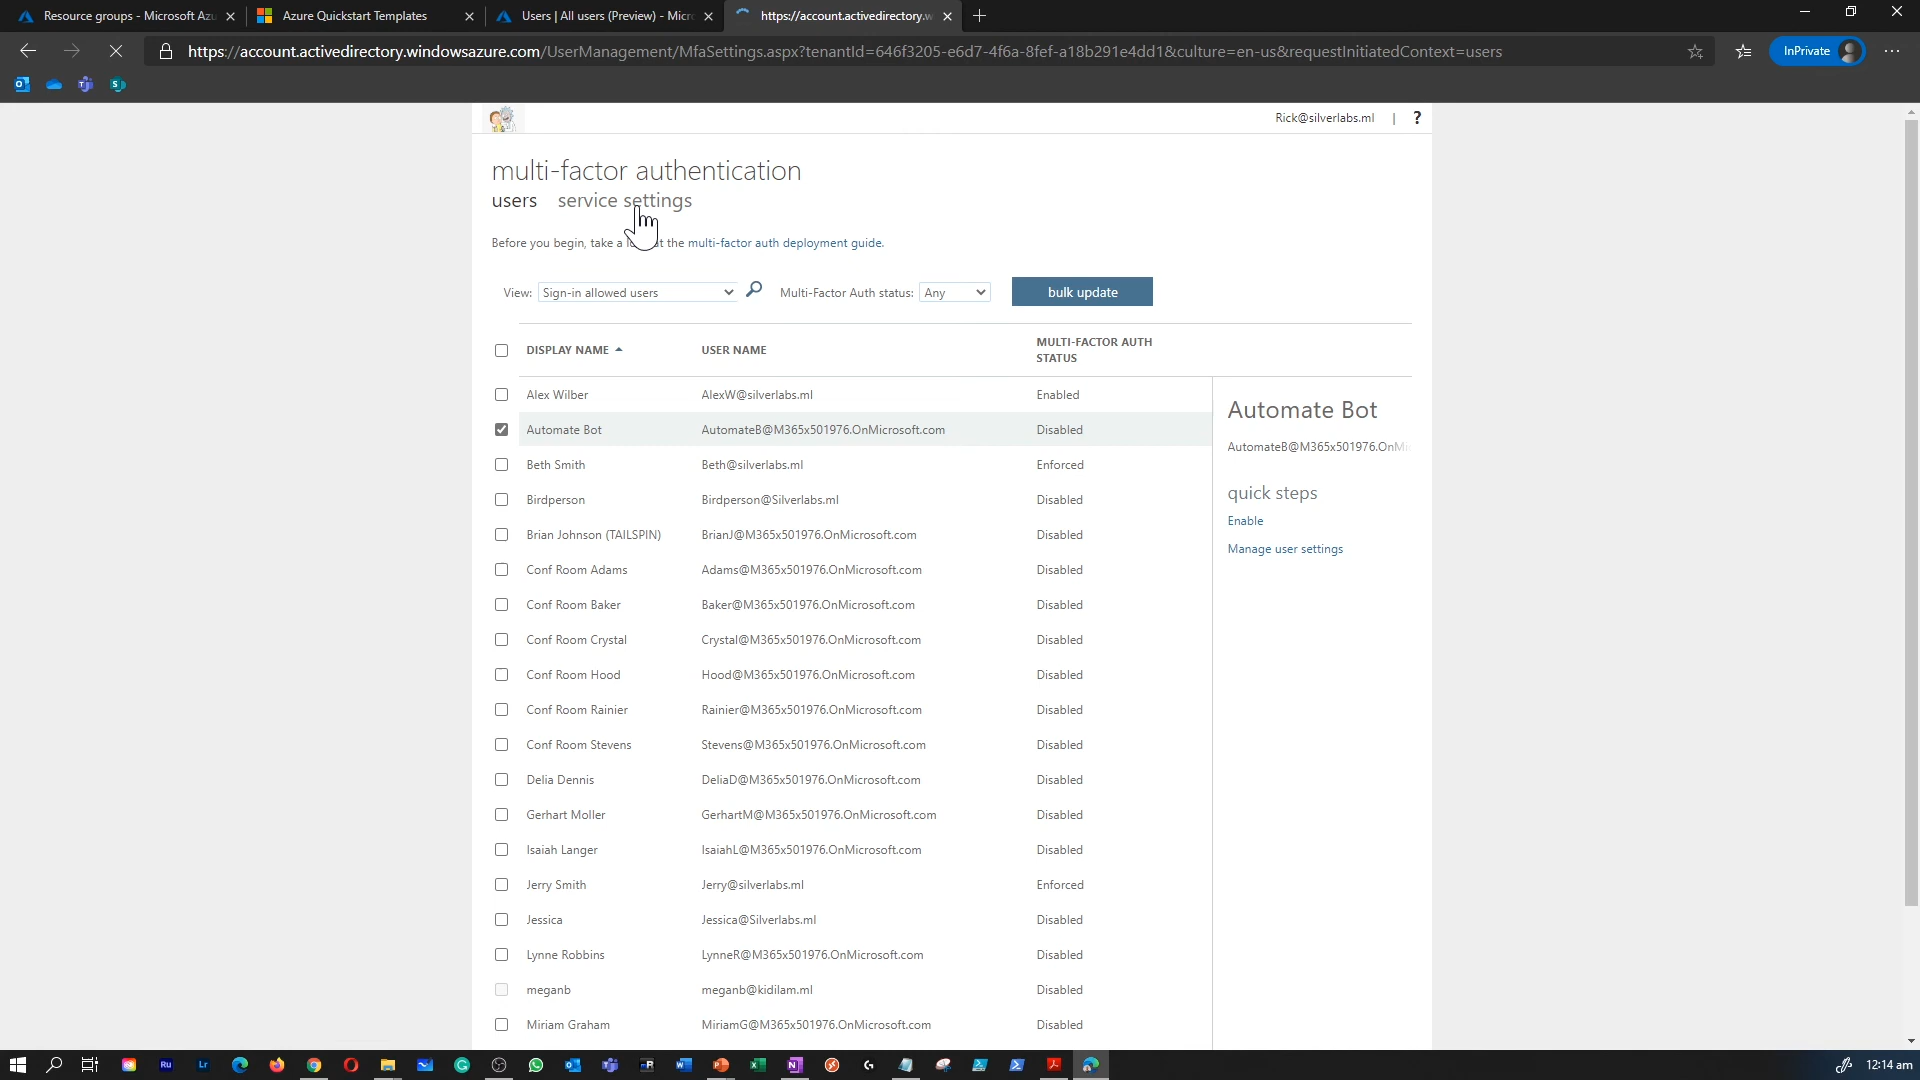 Resource groups - Microsoft Azu
Azure Quickstart Templates
Users | All users (Preview) - Micr
https://account.activedirectory.w
https://account.activedirectory.windowsazure.com/UserManagement/MfaSettings.aspx?tenantId=646f3205-e6d7-4f6a-8fef-a18b291e4dd1&culture=en-us&requestInitiatedContext=users
InPrivate
Rick@silverlabs.ml | ?
multi-factor authentication
users service settings
Before you begin, take a the multi-factor auth deployment guide.
View: Sign-in allowed users Multi-Factor Auth status: Any bulk update
DISPLAY NAME USER NAME MULTI-FACTOR AUTH
STATUS
Alex Wilber AlexW@silverlabs.ml Enabled
Automate Bot AutomateB@M365x501976.OnMicrosoft.com Disabled
Beth Smith Beth@silverlabs.ml Enforced
Birdperson Birdperson@Silverlabs.ml Disabled
Brian Johnson (TAILSPIN) BrianJ@M365x501976.OnMicrosoft.com Disabled
Conf Room Adams Adams@M365x501976.OnMicrosoft.com Disabled
Conf Room Baker Baker@M365x501976.OnMicrosoft.com Disabled
Conf Room Crystal Crystal@M365x501976.OnMicrosoft.com Disabled
Conf Room Hood Hood@M365x501976.OnMicrosoft.com Disabled
Conf Room Rainier Rainier@M365x501976.OnMicrosoft.com Disabled
Conf Room Stevens Stevens@M365x501976.OnMicrosoft.com Disabled
Delia Dennis DeliaD@M365x501976.OnMicrosoft.com Disabled
Gerhart Moller GerhartM@M365x501976.OnMicrosoft.com Disabled
Isaiah Langer IsaiahL@M365x501976.OnMicrosoft.com Disabled
Jerry Smith Jerry@silverlabs.ml Enforced
Jessica Jessica@Silverlabs.ml Disabled
Lynne Robbins LynneR@M365x501976.OnMicrosoft.com Disabled
meganb meganb@kidilam.ml Disabled
Miriam Graham MiriamG@M365x501976.OnMicrosoft.com Disabled
Automate Bot
AutomateB@M365x501976.OnMi
quick steps
Enable
Manage user settings
12:14 am